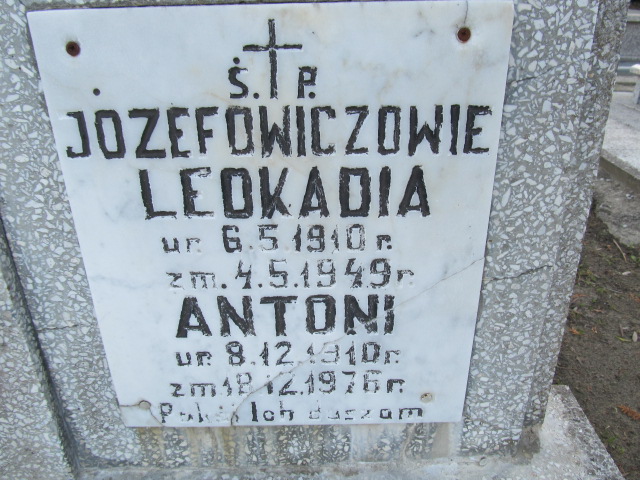 Ś. P.
JÓZEFOWICZOWIE
LEOKADIA
ur. 6.5.1910 r.
zm. 4.5.1949 r.
ANTONI
ur. 8.12.1910 r.
zm 18.12.1976 r.
Pokój Ich duszom